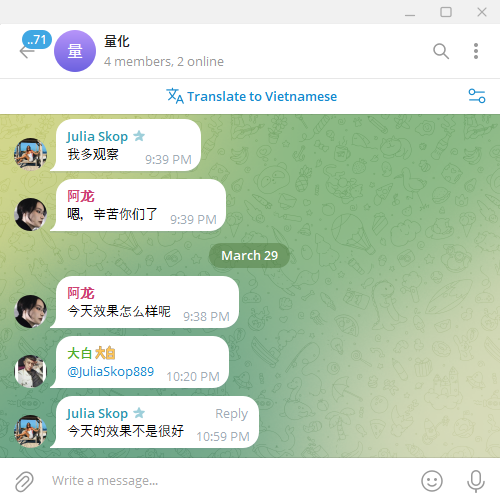 ..71
量
量化
4 members, 2 online
Translate to Vietnamese
Julia Skop
我多观察
9:39 PM
阿龙
嗯，辛苦你们了
9:39 PM
March 29
阿龙
今天效果怎么样呢
9:38 PM
大白大白
@JuliaSkop889
10:20 PM
Julia Skop
Reply
今天的效果不是很好
10:59 PM
Write a message...